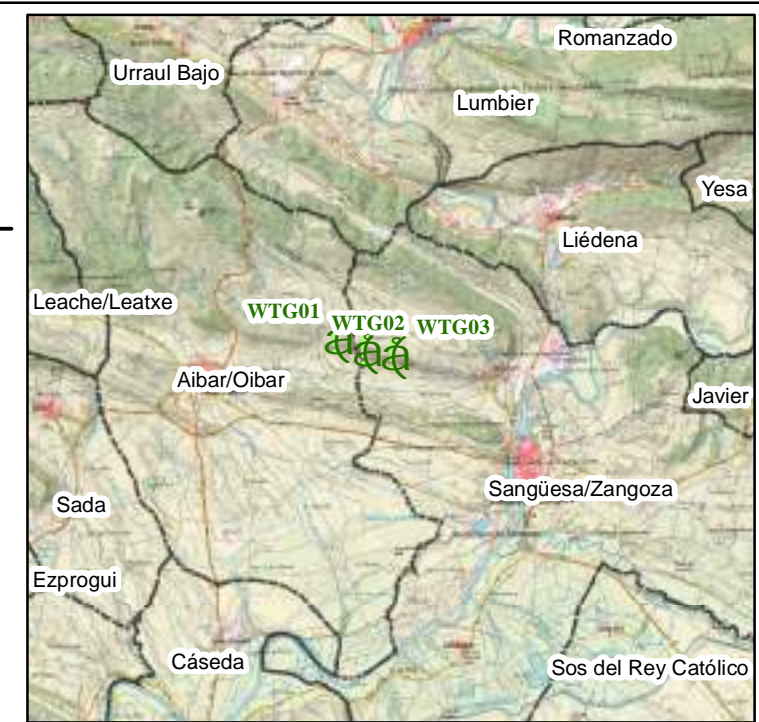 Romanzado
Urraul Bajo
Lumbier
Yesa
Liédena
Leache/Leatxe
WTG01
WTG02
WTG03
Aibar/Oibar
Javier
Sangüesa/Zangoza
Sada
Ezprogui
Cáseda
Sos del Rey Católico